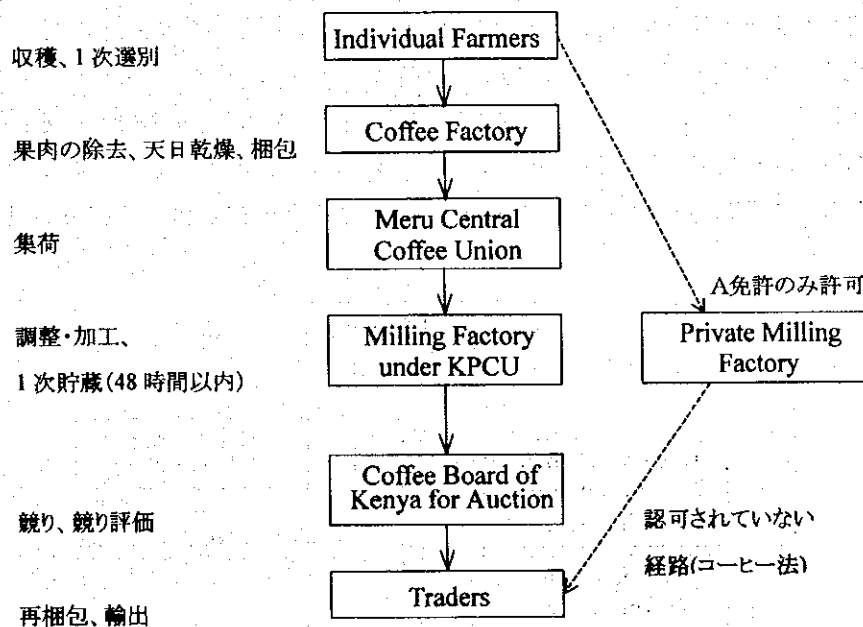 Individual Farmers
収穫、1次選別
Coffee Factory
果肉の除去、天日乾燥、梱包
Meru Central
Coffee Union
集荷
A免許のみ許可
調整・加工、
Milling Factory
under KPCU
Private Milling
Factory
1次貯蔵(48時間以内)
Coffee Board of
Kenya for Auction
競り、競り評価
認可されていない
経路(コーヒー法)
Traders
再梱包、輸出